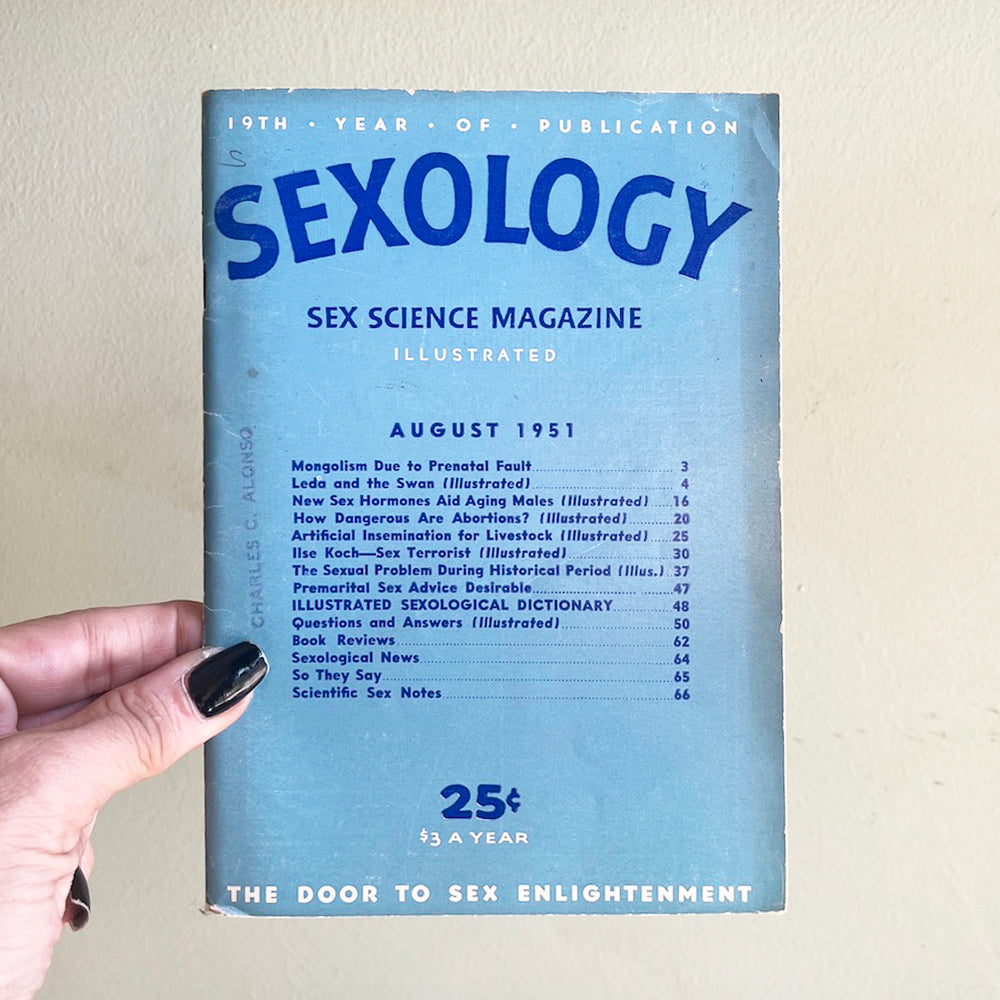 19TH · YEAR · OF · PUBLICATION
SEXOLOGY
SEX SCIENCE MAGAZINE
ILLUSTRATED
AUGUST 1951
Mongolism Due to Prenatal Fault 3
Leda and the Swan (Illustrated) 4
New Sex Hormones Aid Aging Males (Illustrated) 16
How Dangerous Are Abortions? (Illustrated) 20
Artificial Insemination for Livestock (Illustrated) 25
Ilse Koch—Sex Terrorist (Illustrated) 30
The Sexual Problem During Historical Period (Illus.) 37
Premarital Sex Advice Desirable 47
ILLUSTRATED SEXOLOGICAL DICTIONARY 48
Questions and Answers (Illustrated) 50
Book Reviews 62
Sexological News 64
So They Say 65
Scientific Sex Notes 66
25¢
$3 A YEAR
THE DOOR TO SEX ENLIGHTENMENT
CHARLES C. ALONSO